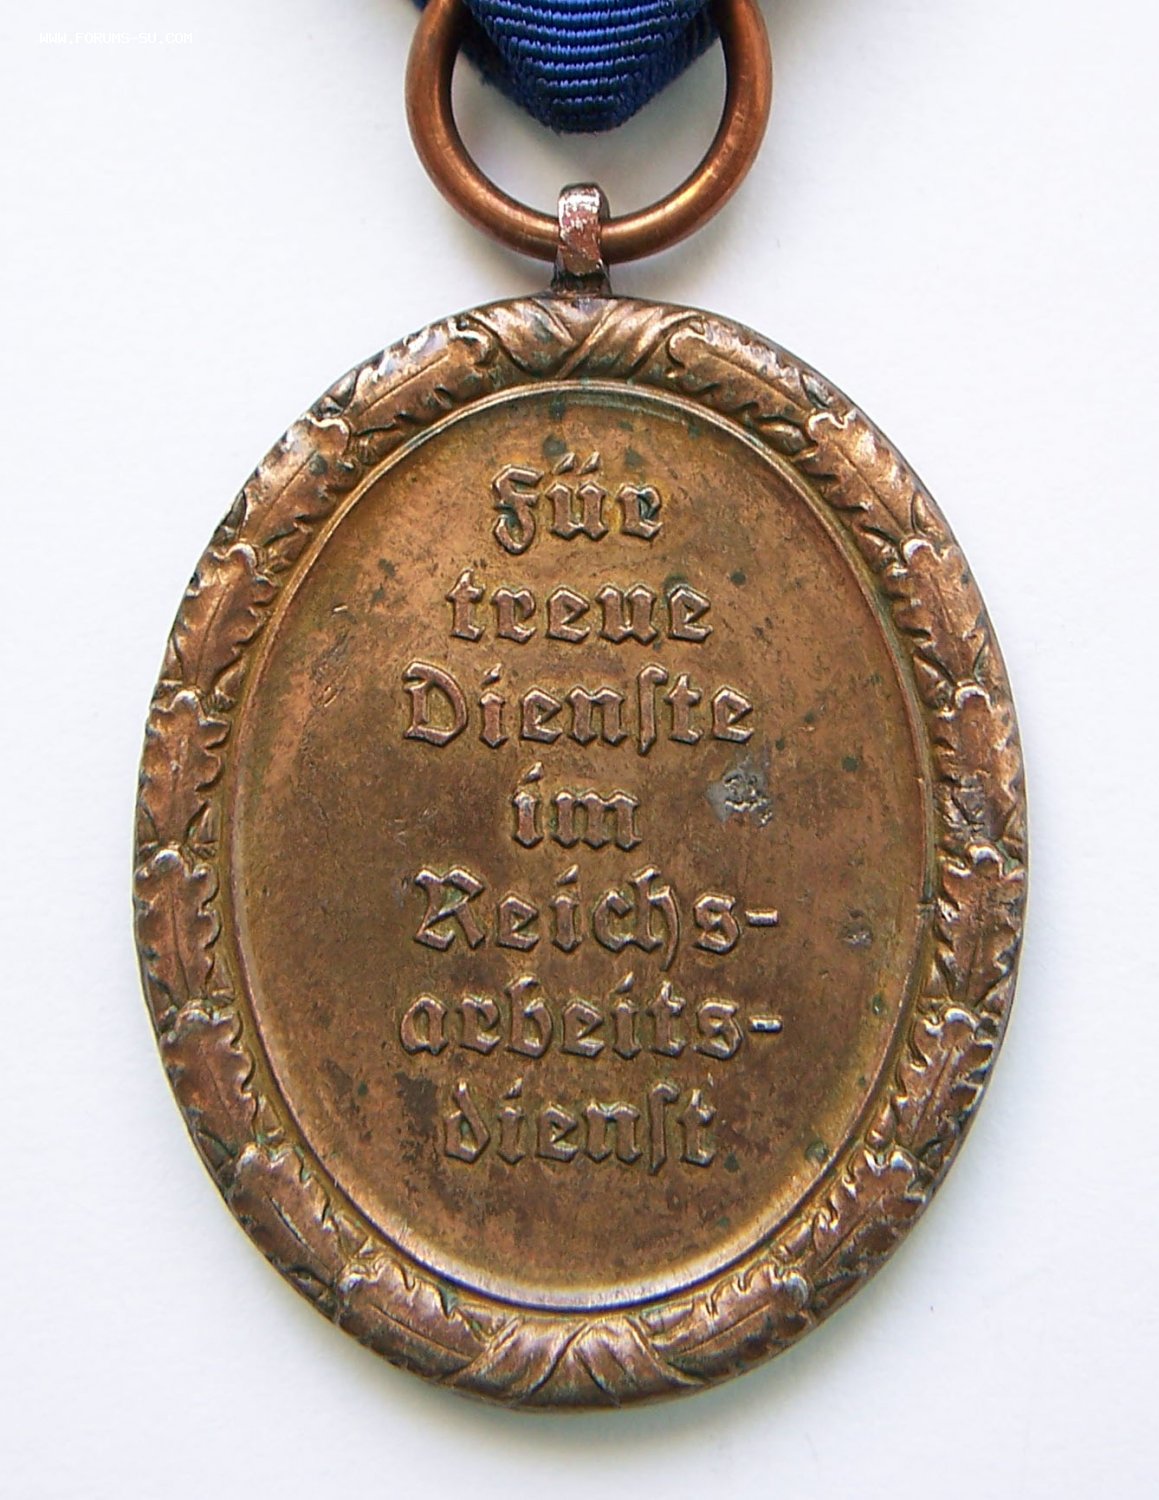 WWW.FORUMS-SU.COM
Für
treue
Dienſte
im
Reichs-
arbeits-
dienſt